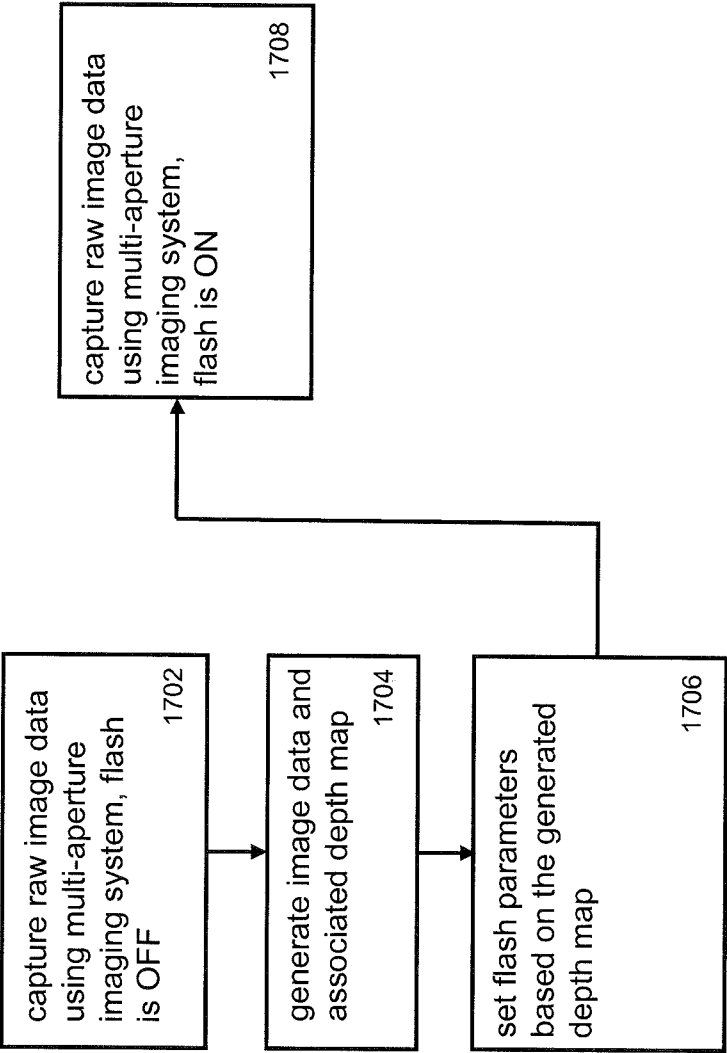 capture raw image data
using multi-aperture
imaging system, flash
is OFF
1702
generate image data and
associated depth map
1704
set flash parameters
based on the generated
depth map
1706
capture raw image data
using multi-aperture
imaging system,
flash is ON
1708